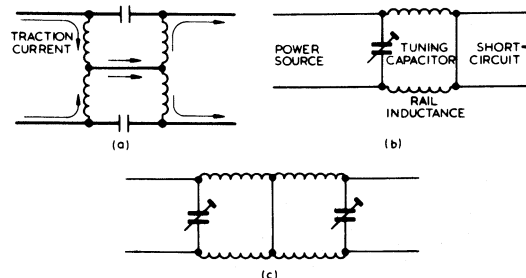 TRACTION
CURRENT
(a)
POWER
SOURCE
TUNING
CAPACITOR
SHORT-
CIRCUIT
RAIL
INDUCTANCE
(b)
(c)